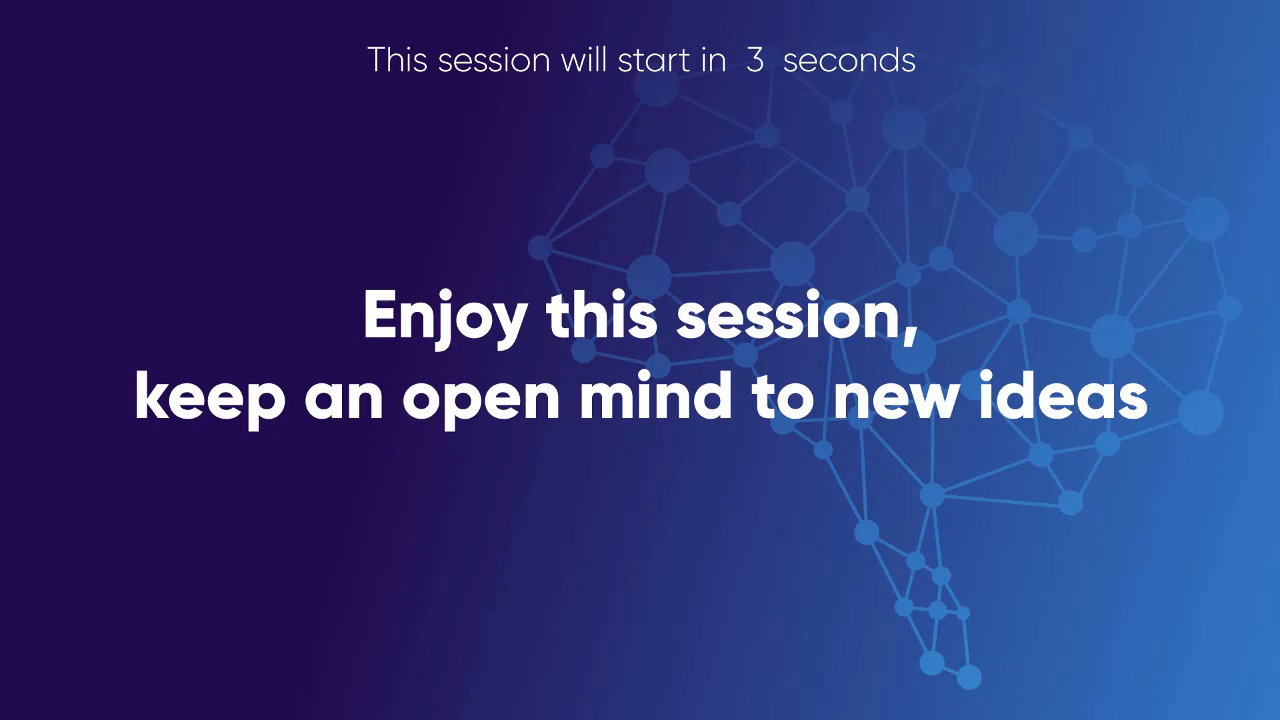 This session will start in 3 seconds
Enjoy this session,
keep an open mind to new ideas